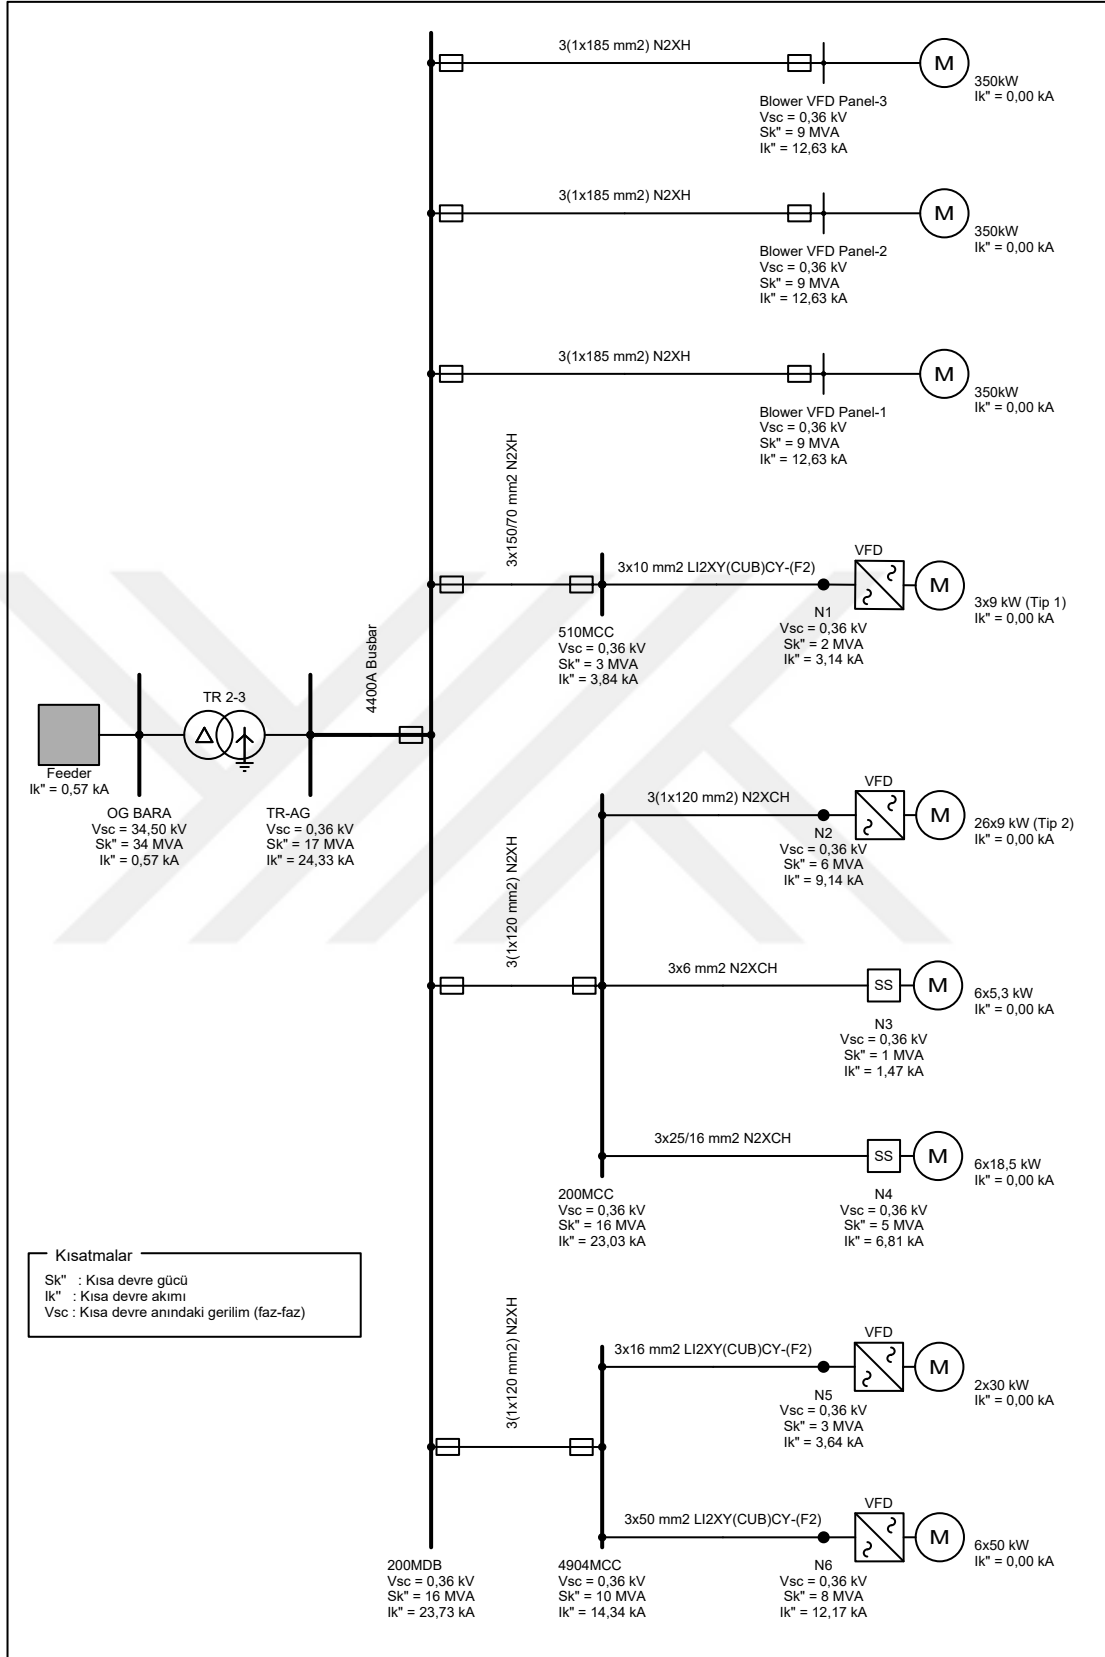 3(1x185 mm2) N2XH
M
350kW
Ik" = 0,00 kA
Blower VFD Panel-3
Vsc = 0,36 kV
Sk" = 9 MVA
Ik" = 12,63 kA
3(1x185 mm2) N2XH
M
350kW
Ik" = 0,00 kA
Blower VFD Panel-2
Vsc = 0,36 kV
Sk" = 9 MVA
Ik" = 12,63 kA
3(1x185 mm2) N2XH
M
350kW
Ik" = 0,00 kA
Blower VFD Panel-1
Vsc = 0,36 kV
Sk" = 9 MVA
Ik" = 12,63 kA
3x150/70 mm2 N2XH
3x10 mm2 LI2XY(CUB)CY-(F2)
VFD
M
3x9 kW (Tip 1)
Ik" = 0,00 kA
510MCC
Vsc = 0,36 kV
Sk" = 3 MVA
Ik" = 3,84 kA
N1
Vsc = 0,36 kV
Sk" = 2 MVA
Ik" = 3,14 kA
4400A Busbar
TR 2-3
Feeder
Ik" = 0,57 kA
OG BARA
Vsc = 34,50 kV
Sk" = 34 MVA
Ik" = 0,57 kA
TR-AG
Vsc = 0,36 kV
Sk" = 17 MVA
Ik" = 24,33 kA
3(1x120 mm2) N2XH
3(1x120 mm2) N2XCH
VFD
M
26x9 kW (Tip 2)
Ik" = 0,00 kA
N2
Vsc = 0,36 kV
Sk" = 6 MVA
Ik" = 9,14 kA
3x6 mm2 N2XCH
SS
M
6x5,3 kW
Ik" = 0,00 kA
N3
Vsc = 0,36 kV
Sk" = 1 MVA
Ik" = 1,47 kA
3x25/16 mm2 N2XCH
SS
M
6x18,5 kW
Ik" = 0,00 kA
200MCC
Vsc = 0,36 kV
Sk" = 16 MVA
Ik" = 23,03 kA
N4
Vsc = 0,36 kV
Sk" = 5 MVA
Ik" = 6,81 kA
Kısatmalar
Sk" : Kısa devre gücü
Ik" : Kısa devre akımı
Vsc : Kısa devre anındaki gerilim (faz-faz)
3(1x120 mm2) N2XH
3x16 mm2 LI2XY(CUB)CY-(F2)
VFD
M
2x30 kW
Ik" = 0,00 kA
N5
Vsc = 0,36 kV
Sk" = 3 MVA
Ik" = 3,64 kA
3x50 mm2 LI2XY(CUB)CY-(F2)
VFD
M
6x50 kW
Ik" = 0,00 kA
200MDB
Vsc = 0,36 kV
Sk" = 16 MVA
Ik" = 23,73 kA
4904MCC
Vsc = 0,36 kV
Sk" = 10 MVA
Ik" = 14,34 kA
N6
Vsc = 0,36 kV
Sk" = 8 MVA
Ik" = 12,17 kA